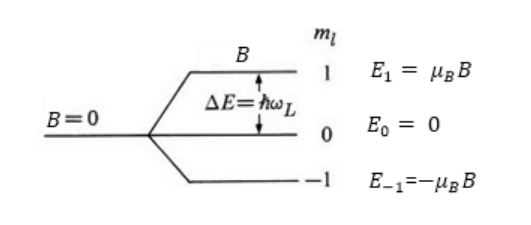 m_l
B
1 E_1 = μ_B B
ΔE=ℏω_L
B=0
0 E_0 = 0
−1 E_{−1}=−μ_B B